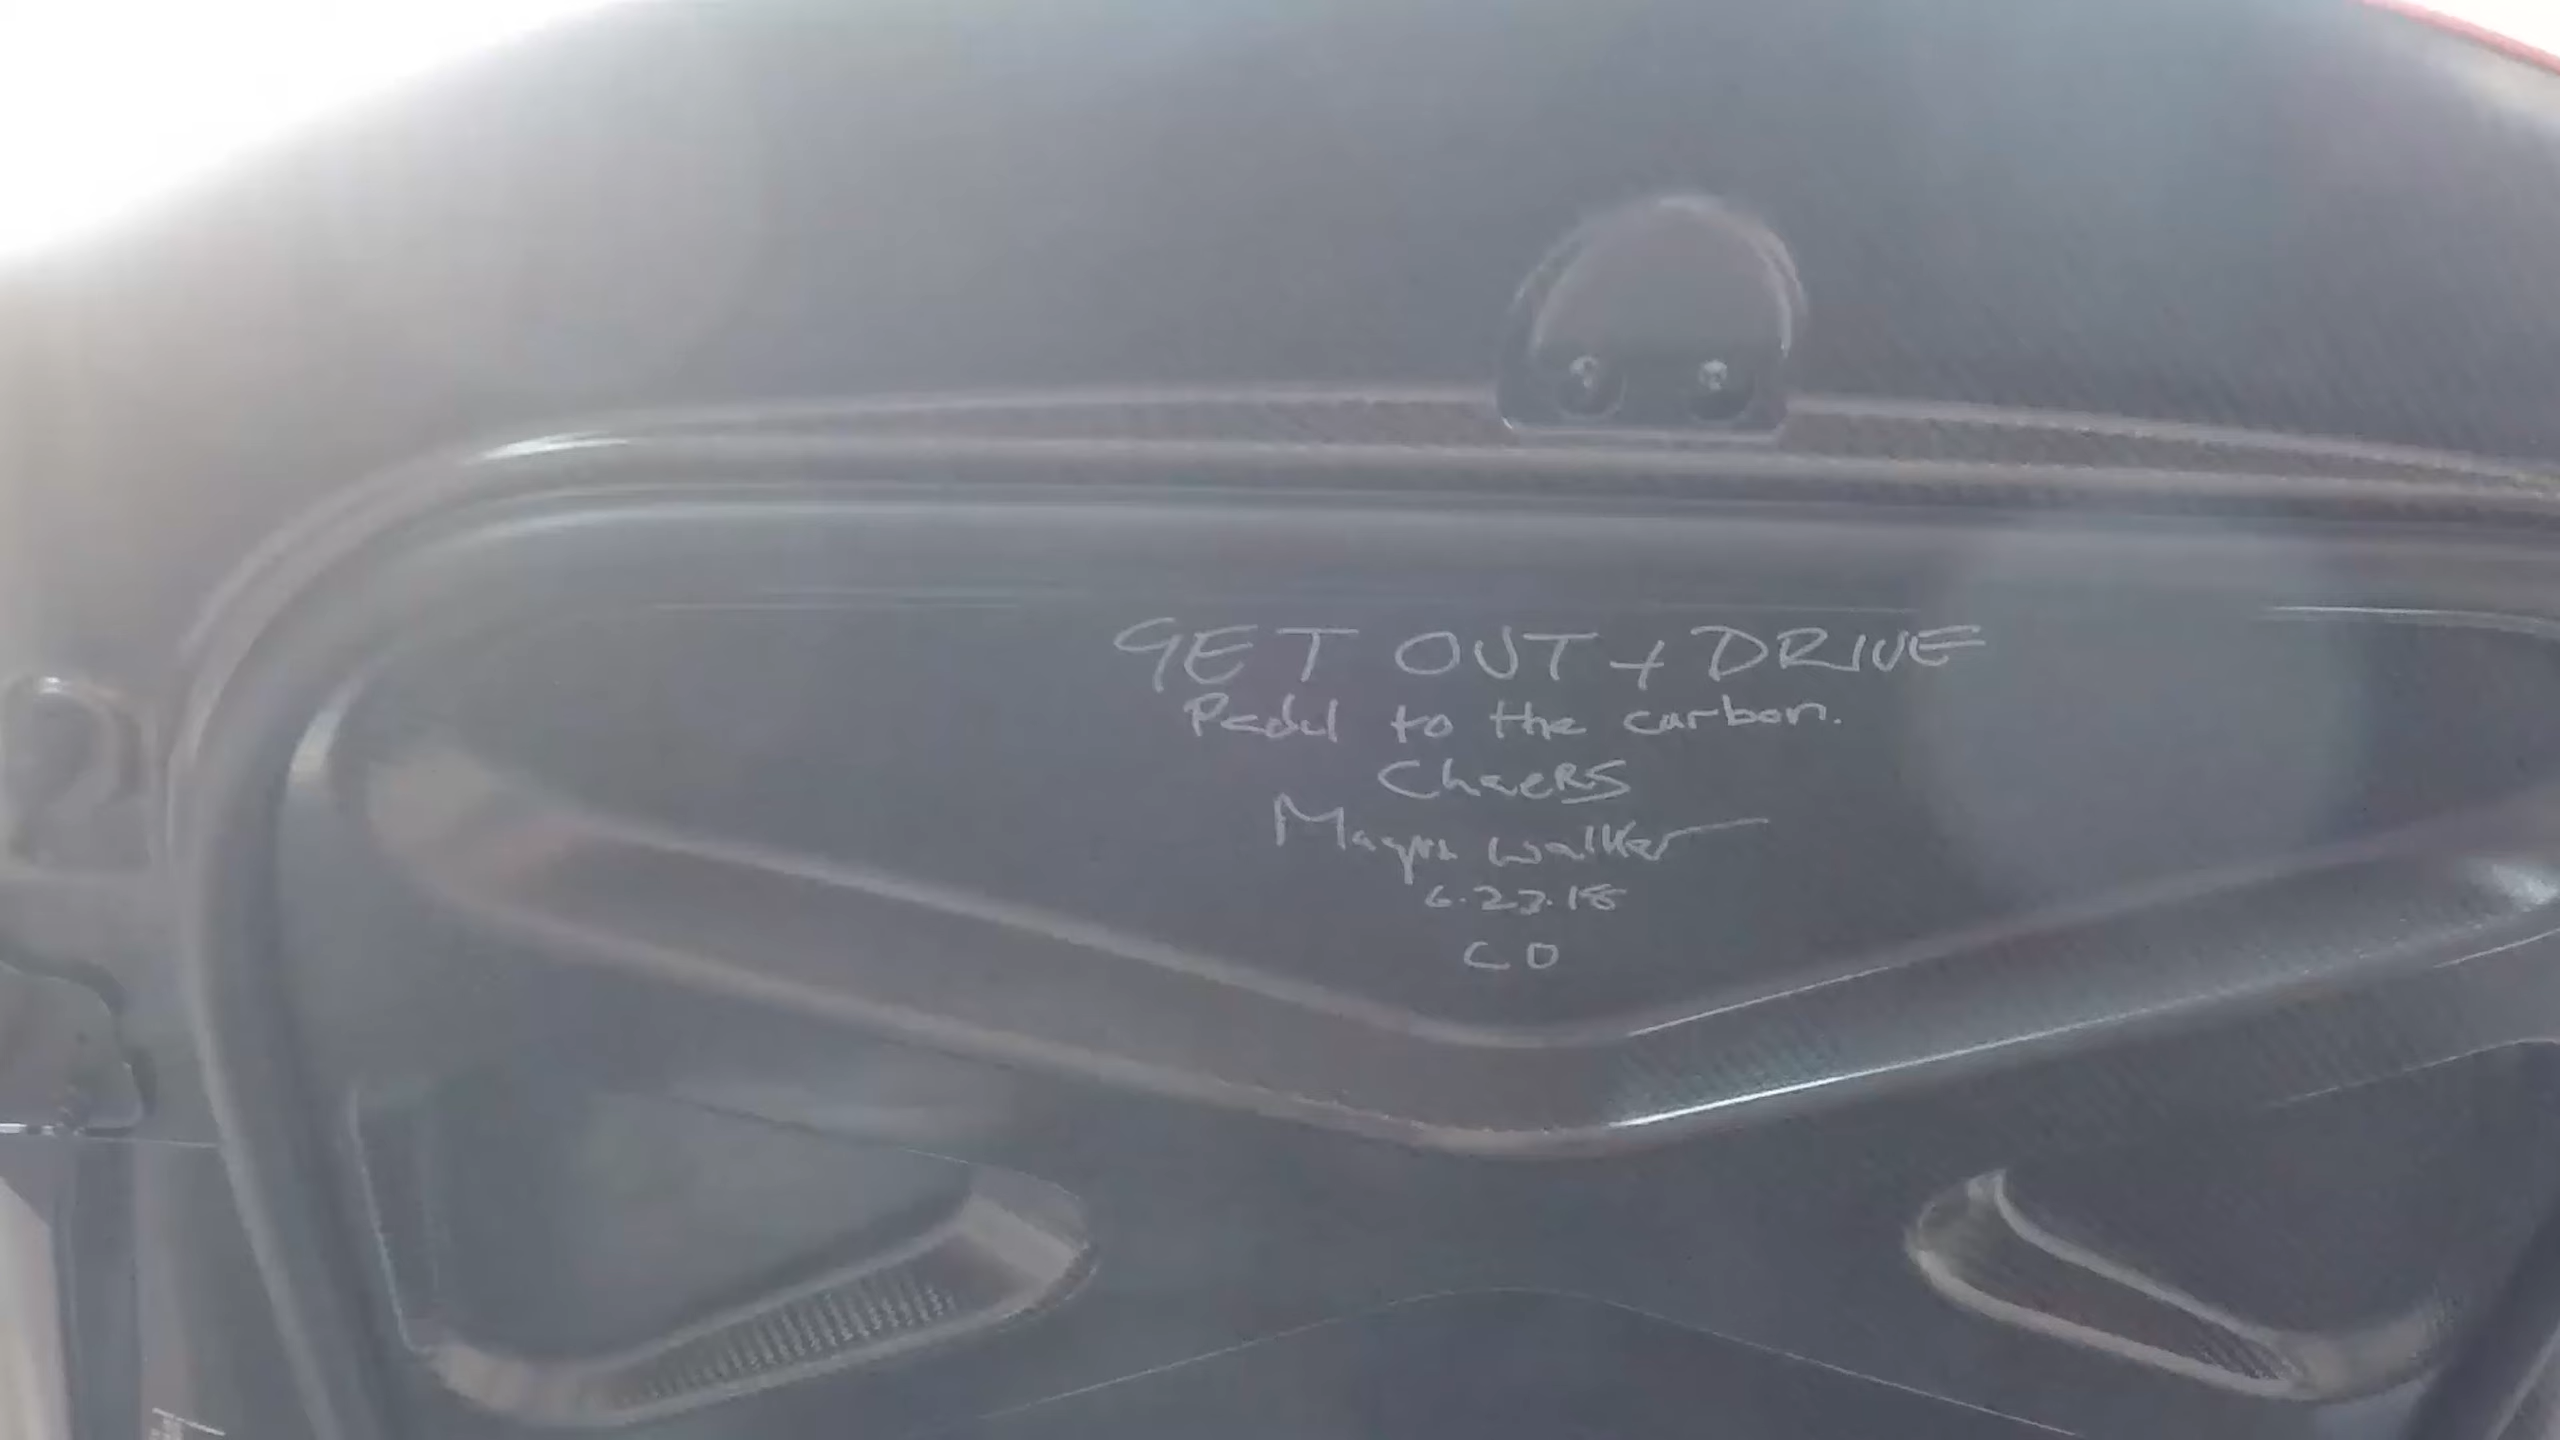 GET OUT + DRIVE
Pedal to the carbon.
Cheers
Magnus Walker
6.23.18
CO